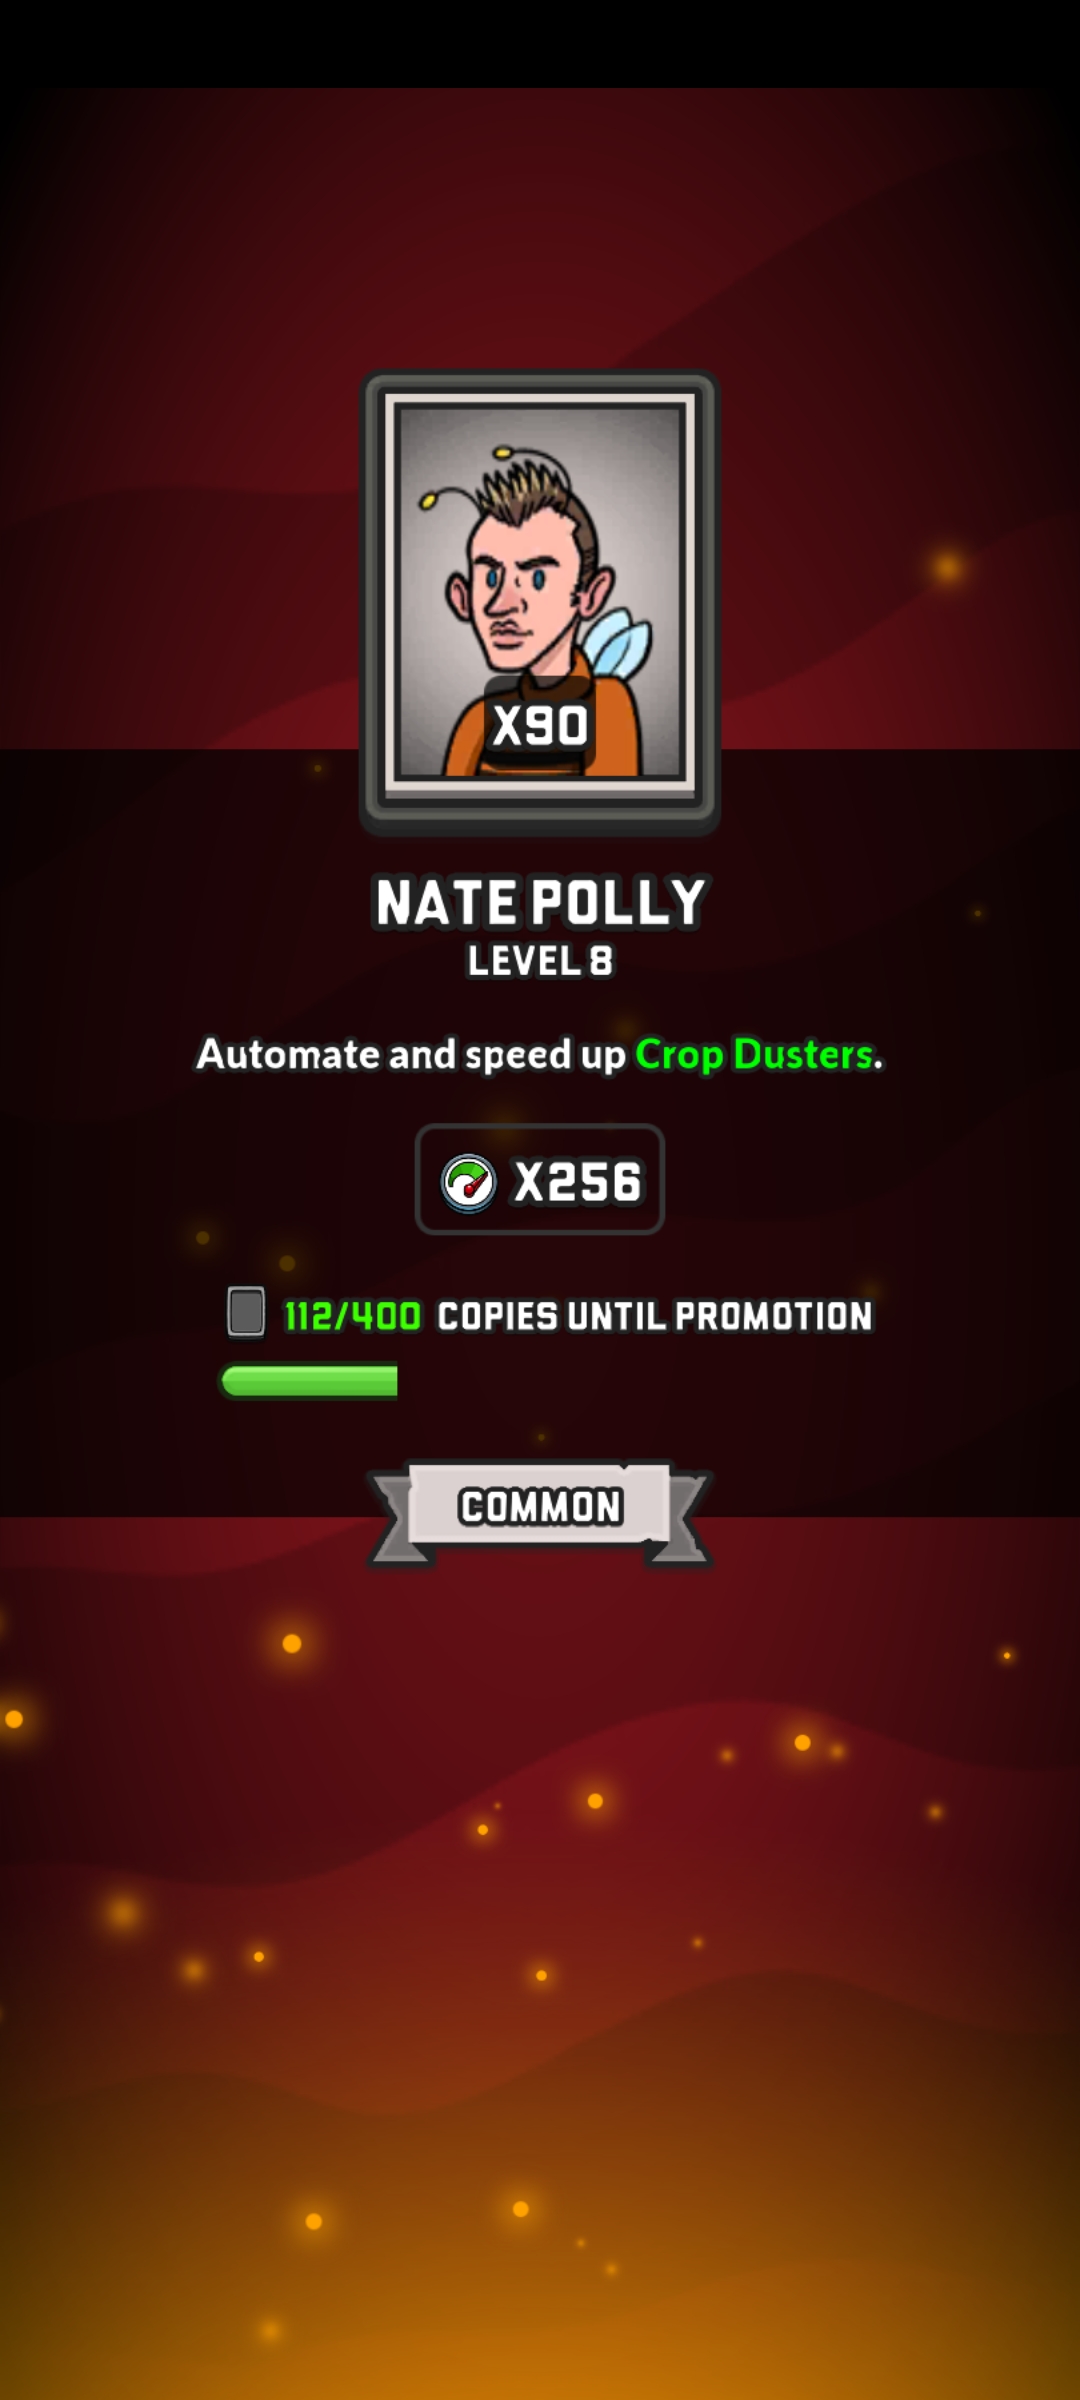 X90
NATE POLLY
LEVEL 8
Automate and speed up Crop Dusters.
X256
112/400 COPIES UNTIL PROMOTION
COMMON